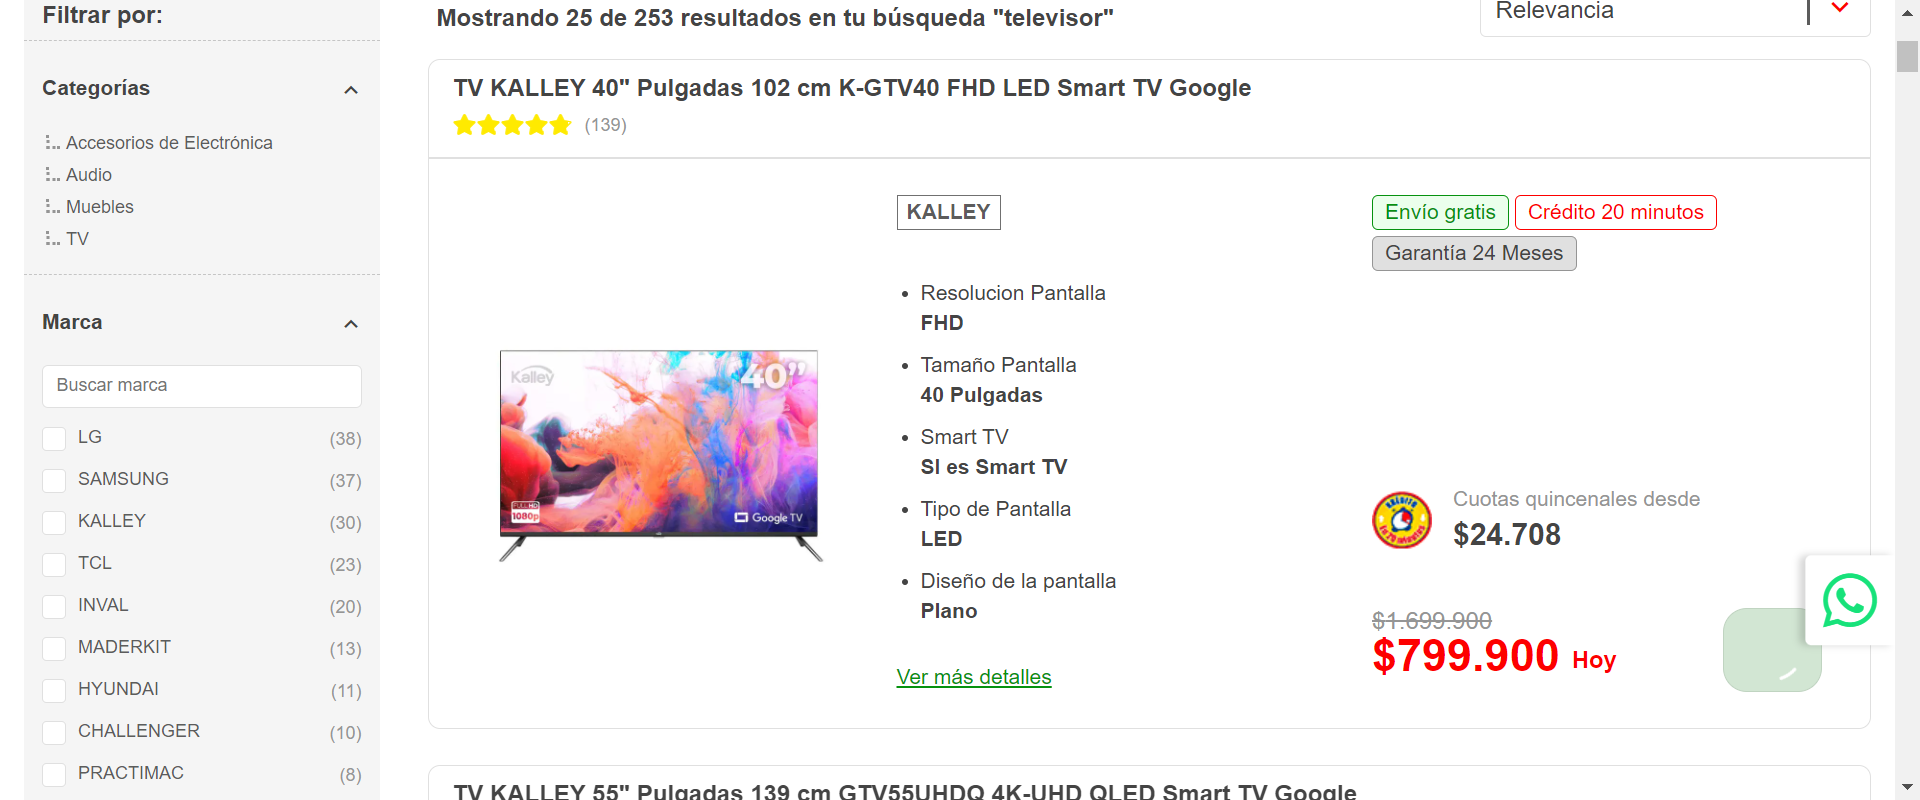 Filtrar por:
Categorías
Accesorios de Electrónica
Audio
Muebles
TV
Marca
Buscar marca
LG (38)
SAMSUNG (37)
KALLEY (30)
TCL (23)
INVAL (20)
MADERKIT (13)
HYUNDAI (11)
CHALLENGER (10)
PRACTIMAC (8)
Mostrando 25 de 253 resultados en tu búsqueda "televisor"
Relevancia
TV KALLEY 40" Pulgadas 102 cm K-GTV40 FHD LED Smart TV Google
(139)
Kalley
40”
FULL HD
1080p
Google TV
KALLEY
Resolucion Pantalla
FHD
Tamaño Pantalla
40 Pulgadas
Smart TV
SI es Smart TV
Tipo de Pantalla
LED
Diseño de la pantalla
Plano
Ver más detalles
Envío gratis Crédito 20 minutos
Garantía 24 Meses
CRÉDITO
En 20 minutos
Cuotas quincenales desde
$24.708
$1.699.900
$799.900 Hoy
TV KALLEY 55" Pulgadas 139 cm GTV55UHDQ 4K-UHD QLED Smart TV Google